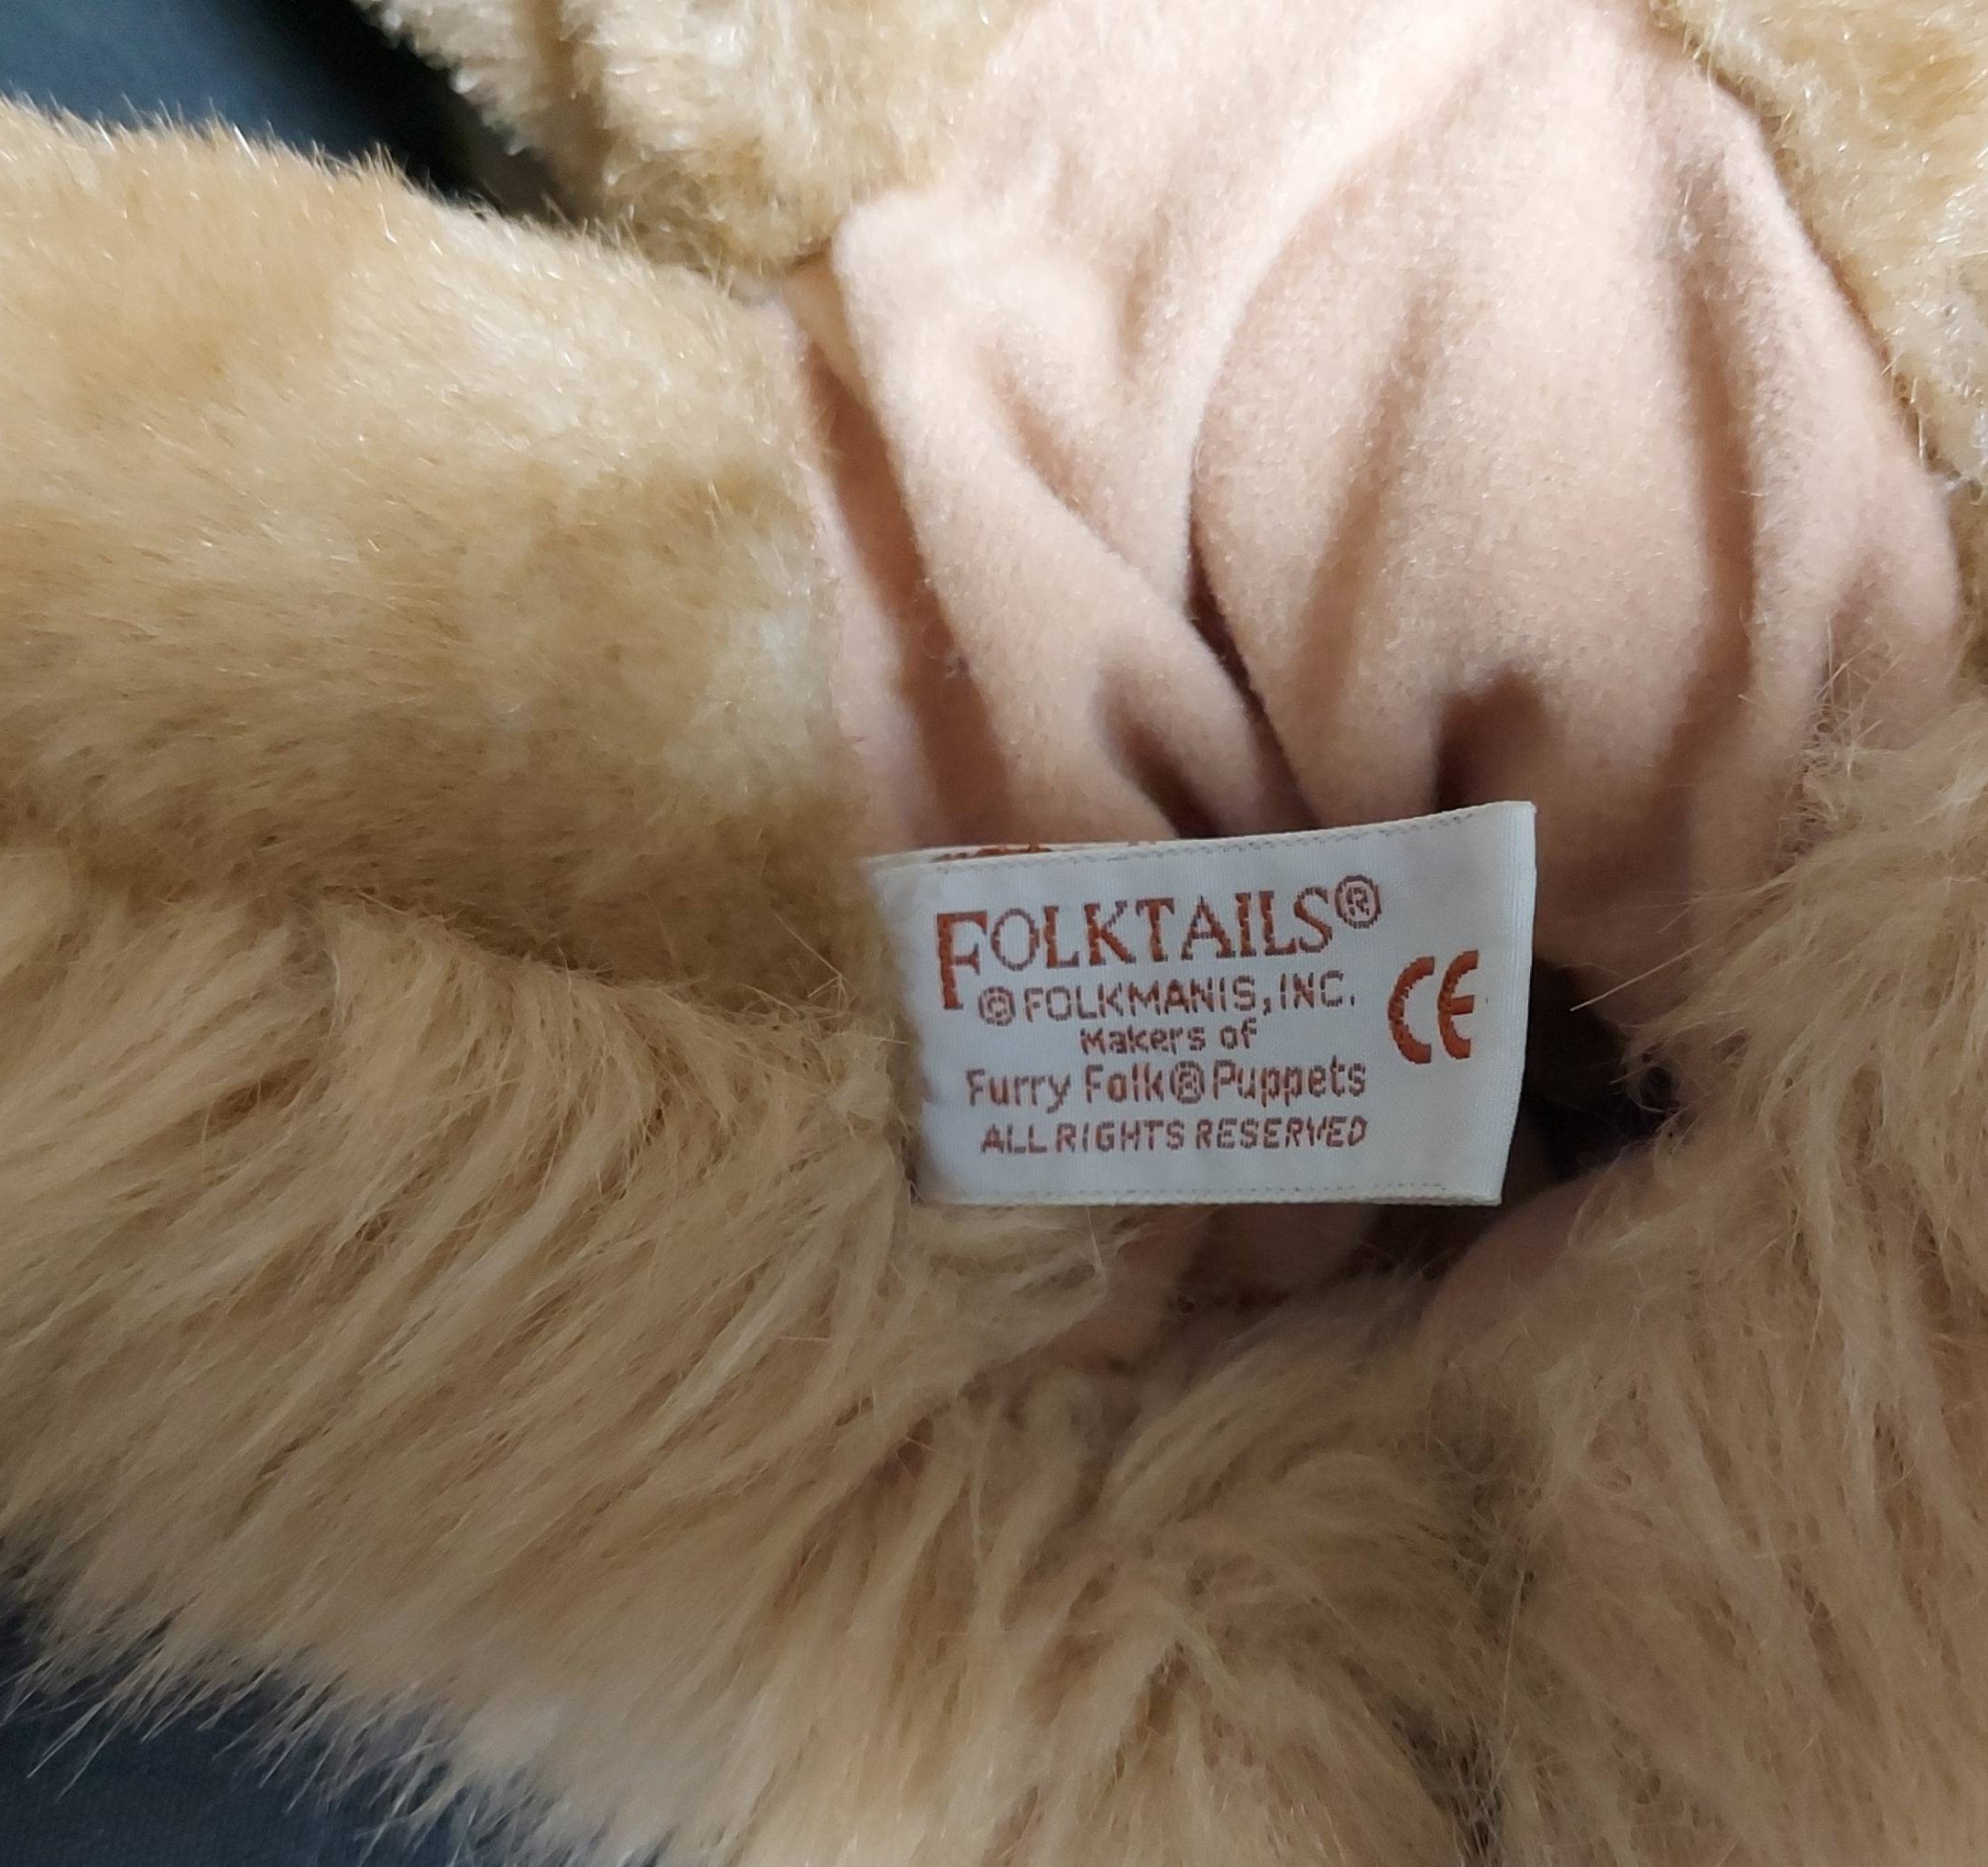 FOLKTAILS®
© FOLKMANIS, INC.
Makers of
Furry Folk® Puppets
ALL RIGHTS RESERVED
CE